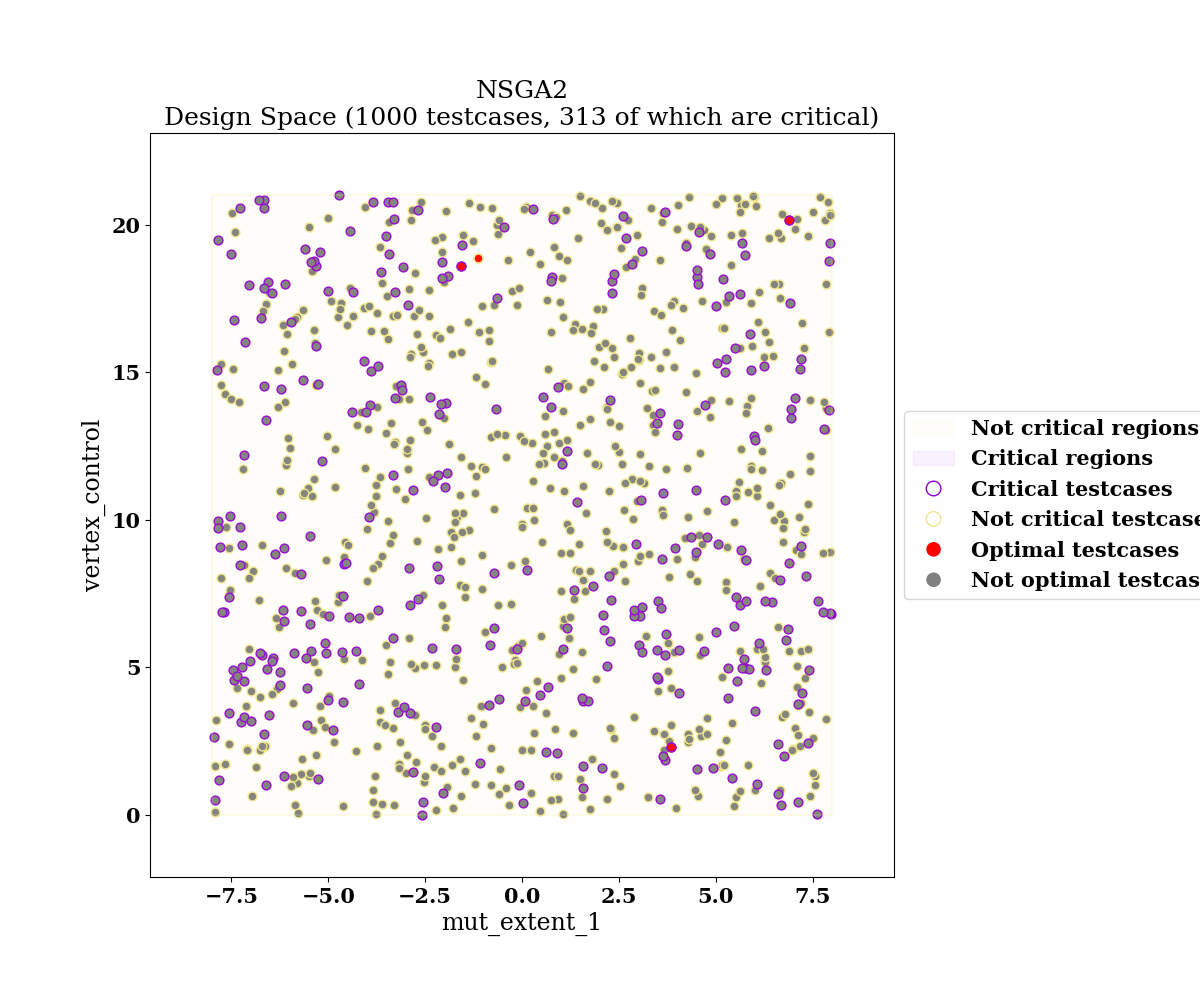 NSGA2
Design Space (1000 testcases, 313 of which are critical)
vertex_control
20
15
10
5
0
−7.5 −5.0 −2.5 0.0 2.5 5.0 7.5
mut_extent_1
Not critical regions
Critical regions
Critical testcases
Not critical testcase
Optimal testcases
Not optimal testcas